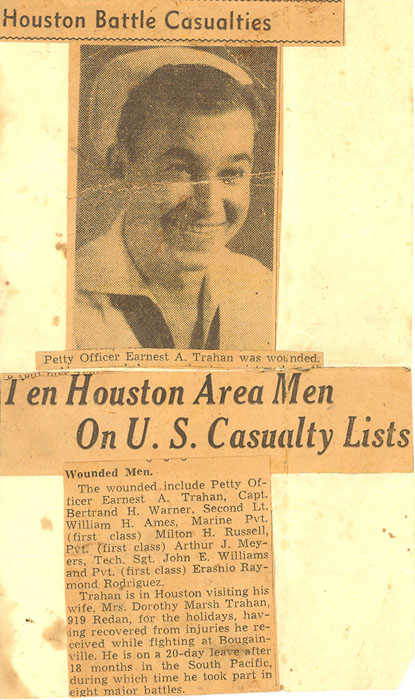 Houston Battle Casualties
Petty Officer Earnest A. Trahan was wounded.
Ten Houston Area Men
On U. S. Casualty Lists
Wounded Men.
The wounded include Petty Of-
ficer Earnest A. Trahan, Capt.
Bertrand H. Warner, Second Lt.
William H. Ames, Marine Pvt.
(first class) Milton H. Russell,
Pvt. (first class) Arthur J. Mey-
ers, Tech. Sgt. John E. Williams
and Pvt. (first class) Erasnio Ray-
mond Rodriguez.
Trahan is in Houston visiting his
wife, Mrs. Dorothy Marsh Trahan,
919 Redan, for the holidays, hav-
ing recovered from injuries he re-
ceived while fighting at Bougain-
ville. He is on a 20-day leave after
18 months in the South Pacific,
during which time he took part in
eight major battles.